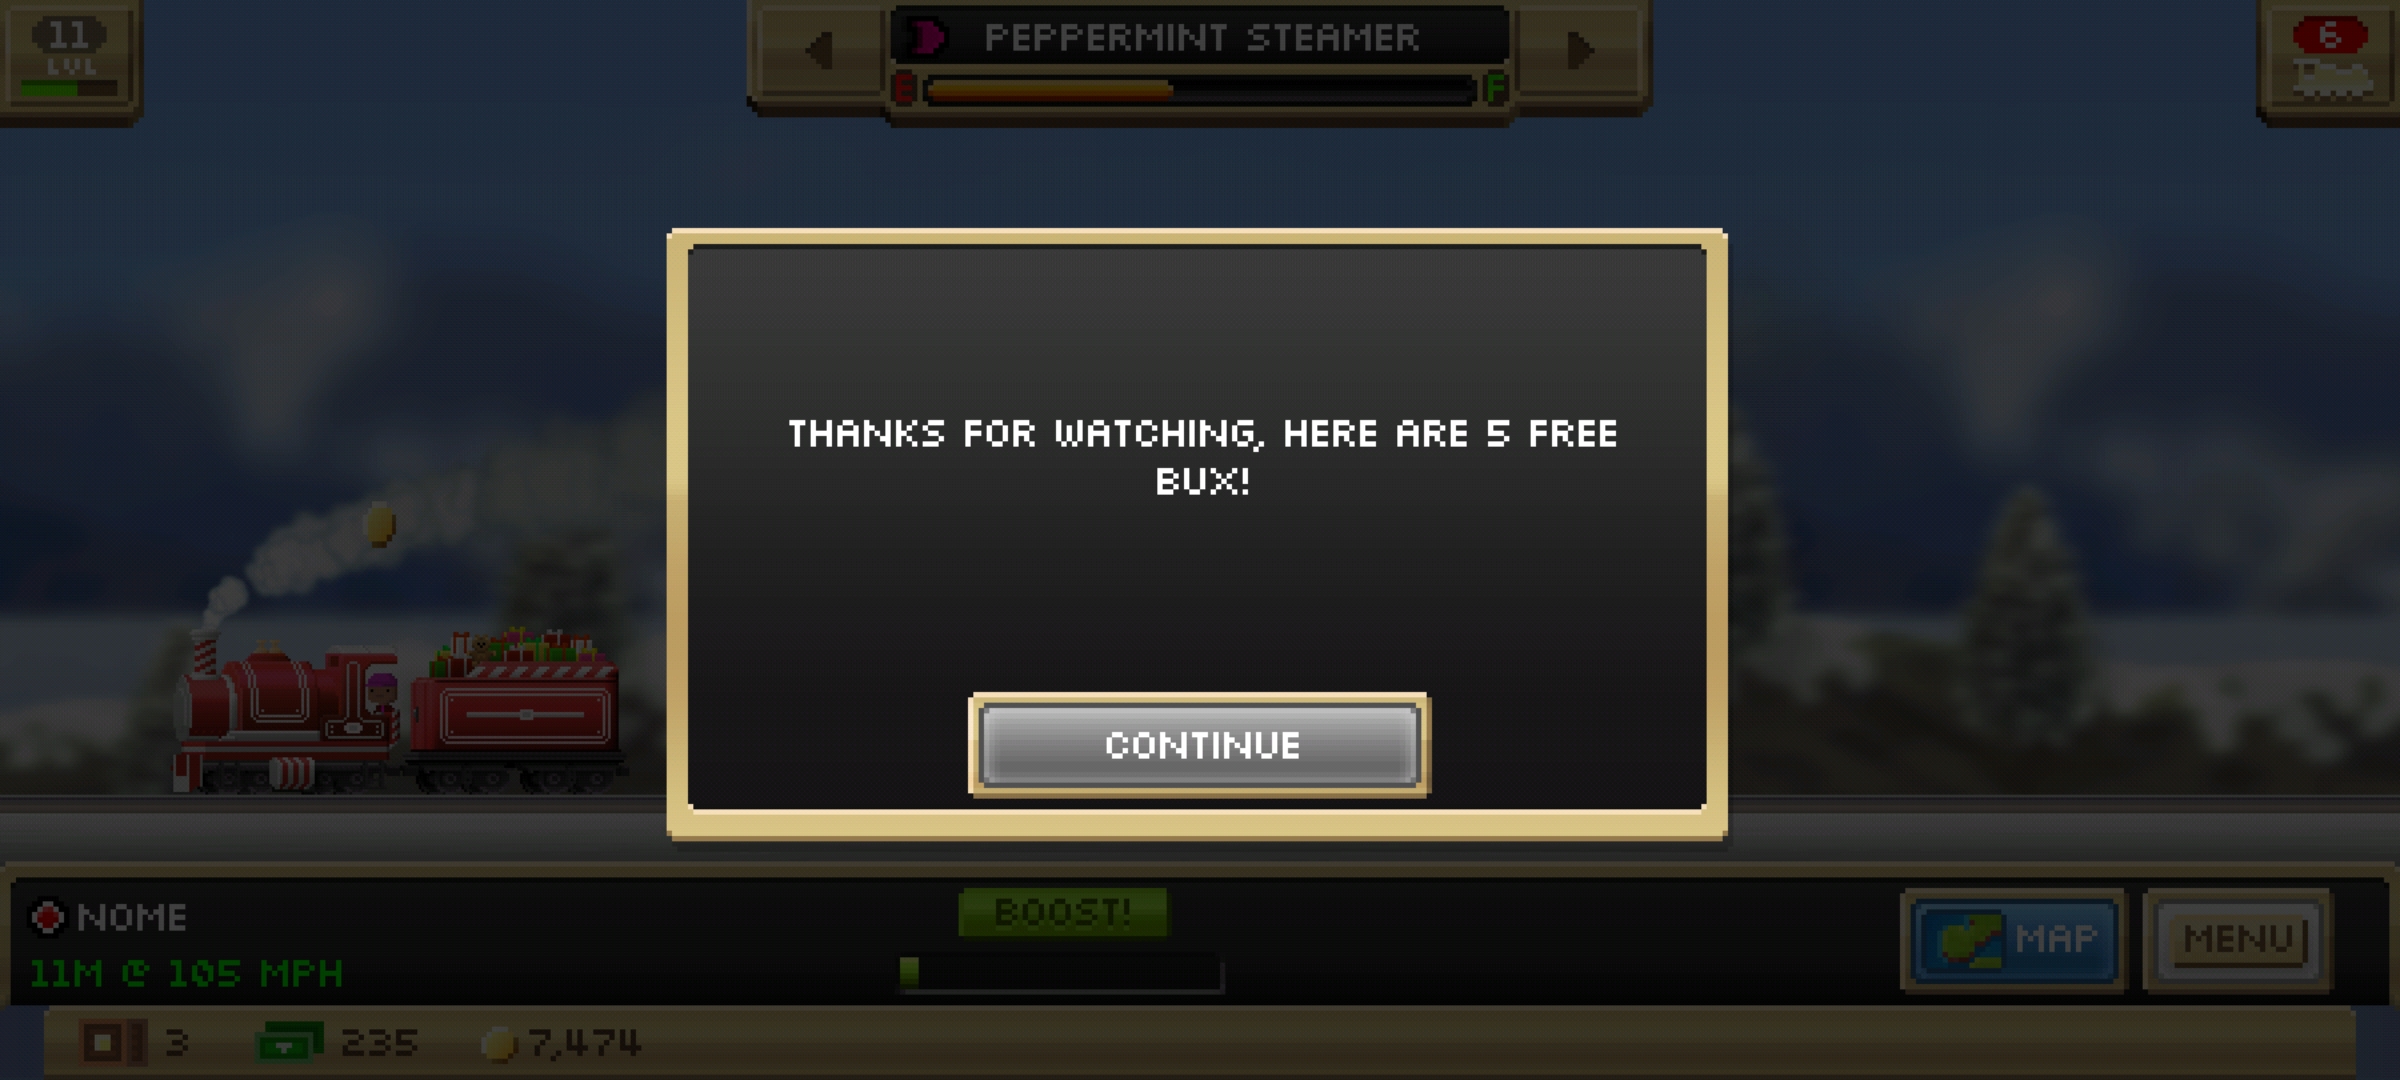 11
LVL
PEPPERMINT STEAMER
E F
6
THANKS FOR WATCHING, HERE ARE 5 FREE
BUX!
CONTINUE
NOME
11M @ 105 MPH
BOOST!
MAP
MENU
3 235 7,474